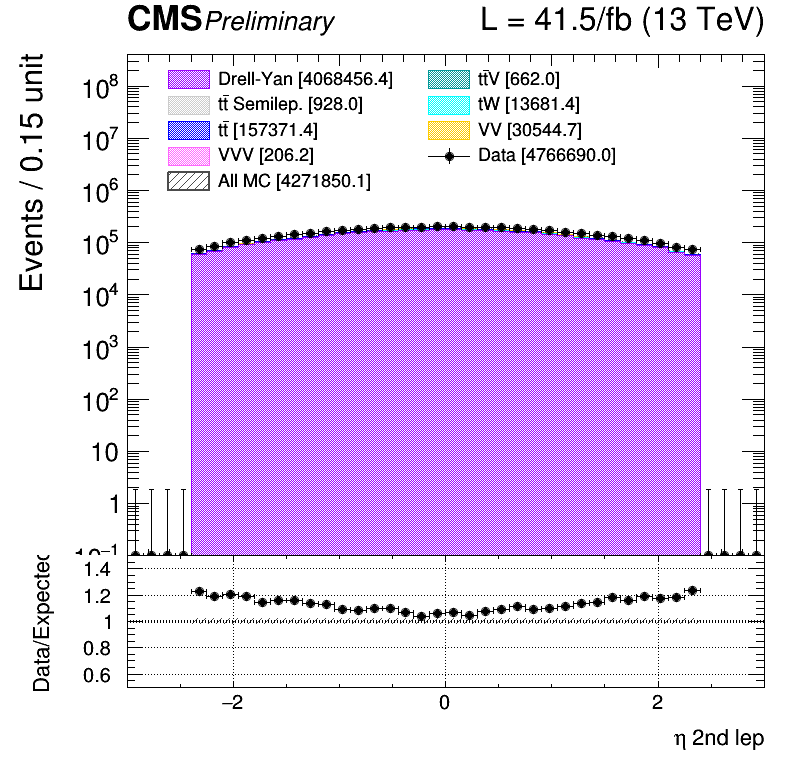 CMS Preliminary L = 41.5/fb (13 TeV)
Events / 0.15 unit
Drell-Yan [4068456.4] tt̄V [662.0]
tt̄ Semilep. [928.0] tW [13681.4]
tt̄ [157371.4] VV [30544.7]
VVV [206.2] Data [4766690.0]
All MC [4271850.1]
10⁸
10⁷
10⁶
10⁵
10⁴
10³
10²
10
1
10⁻¹
Data/Expected
1.4
1.2
1
0.8
0.6
−2 0 2
η 2nd lep